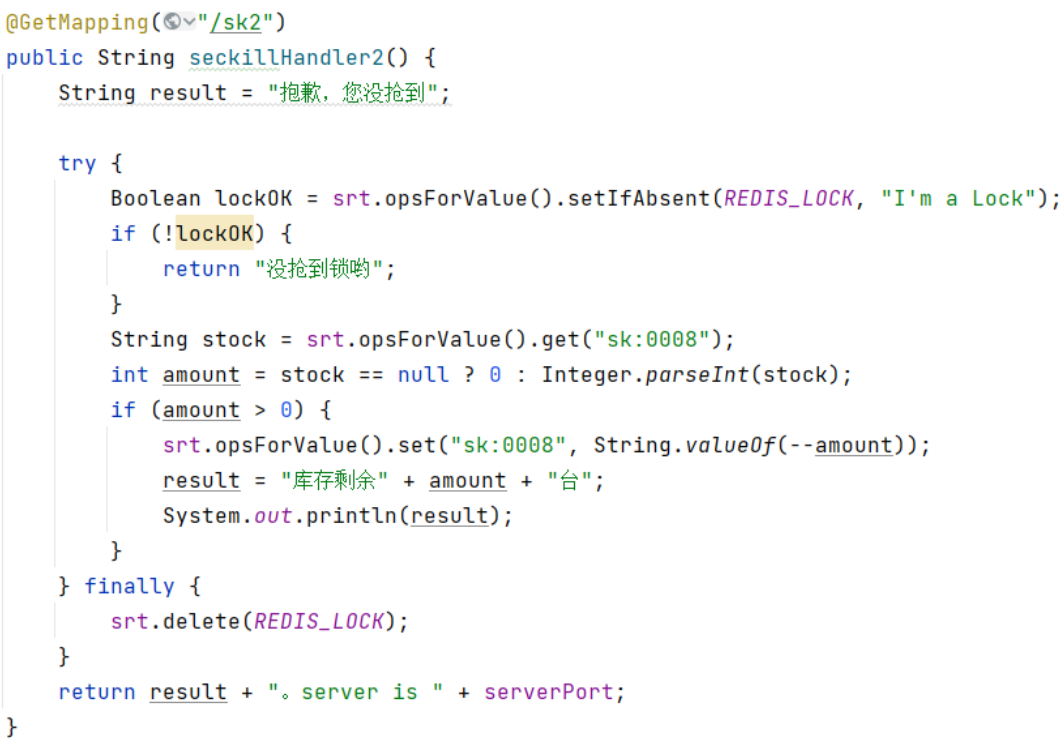 @GetMapping("/sk2")
public String seckillHandler2() {
    String result = "抱歉，您没抢到";
    try {
        Boolean lockOK = srt.opsForValue().setIfAbsent(REDIS_LOCK, "I'm a Lock");
        if (!lockOK) {
            return "没抢到锁哟";
        }
        String stock = srt.opsForValue().get("sk:0008");
        int amount = stock == null ? 0 : Integer.parseInt(stock);
        if (amount > 0) {
            srt.opsForValue().set("sk:0008", String.valueOf(--amount));
            result = "库存剩余" + amount + "台";
            System.out.println(result);
        }
    } finally {
        srt.delete(REDIS_LOCK);
    }
    return result + "。server is " + serverPort;
}